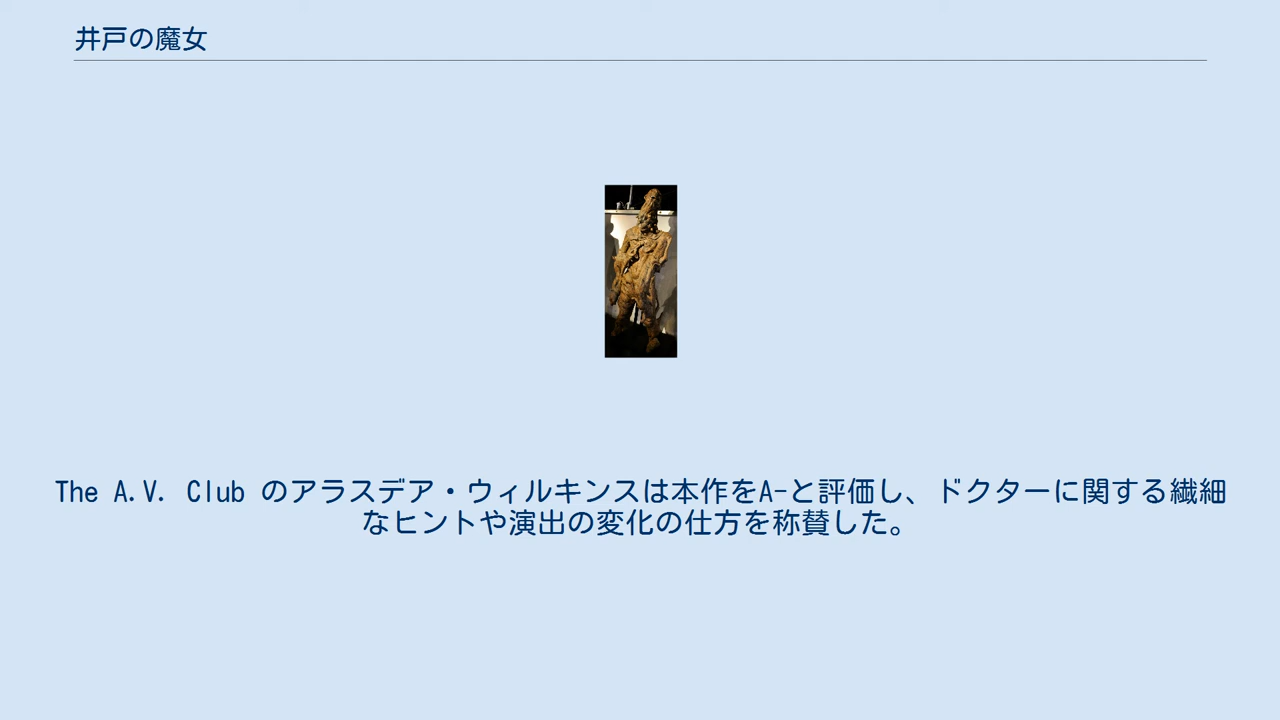 井戸の魔女
The A.V. Club のアラスデア・ウィルキンスは本作をA-と評価し、ドクターに関する繊細
なヒントや演出の変化の仕方を称賛した。